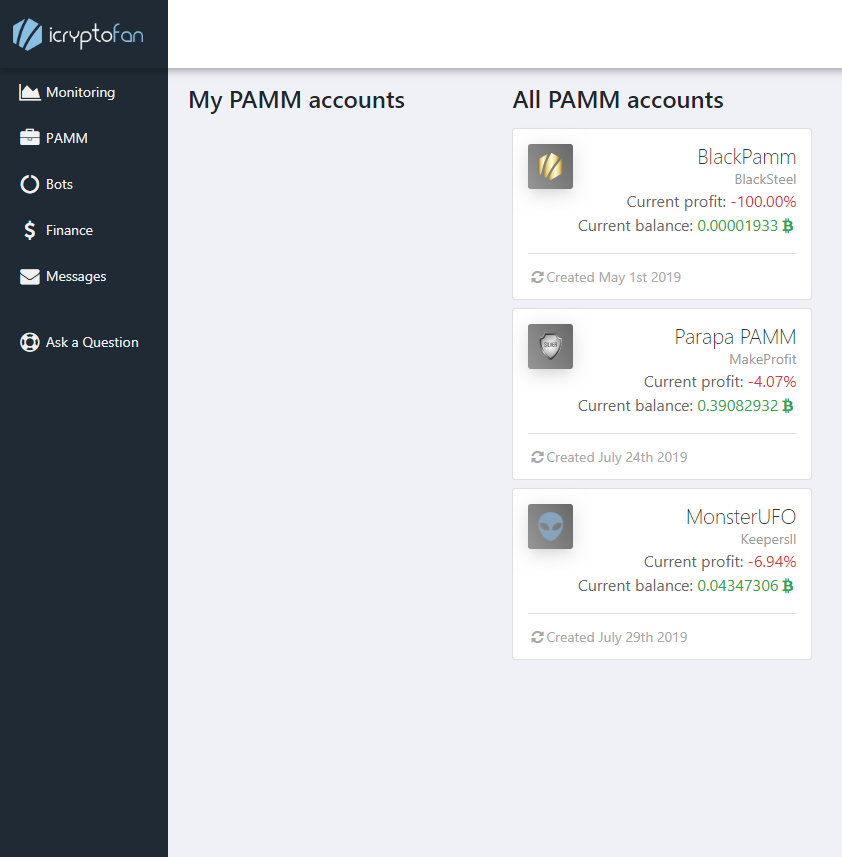 icryptofan
Monitoring
PAMM
Bots
Finance
Messages
Ask a Question
My PAMM accounts
All PAMM accounts
BlackPamm
BlackSteel
Current profit: -100.00%
Current balance: 0.00001933 ₿
Created May 1st 2019
SILVER
Parapa PAMM
MakeProfit
Current profit: -4.07%
Current balance: 0.39082932 ₿
Created July 24th 2019
MonsterUFO
KeepersII
Current profit: -6.94%
Current balance: 0.04347306 ₿
Created July 29th 2019